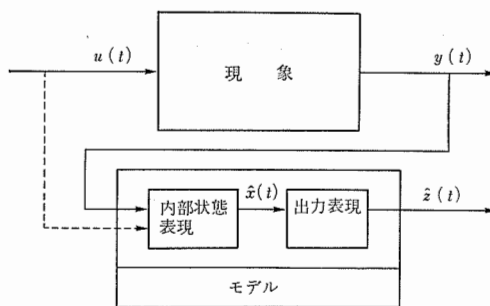 u(t)
y(t)
現 象
x̂(t)
ẑ(t)
内部状態
表現
出力表現
モデル